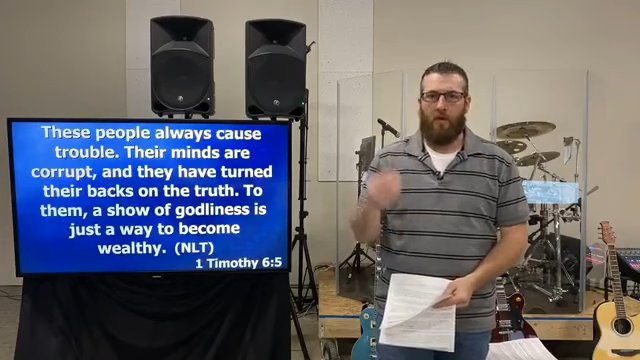 These people always cause
trouble. Their minds are
corrupt, and they have turned
their backs on the truth. To
them, a show of godliness is
just a way to become
wealthy. (NLT)
1 Timothy 6:5